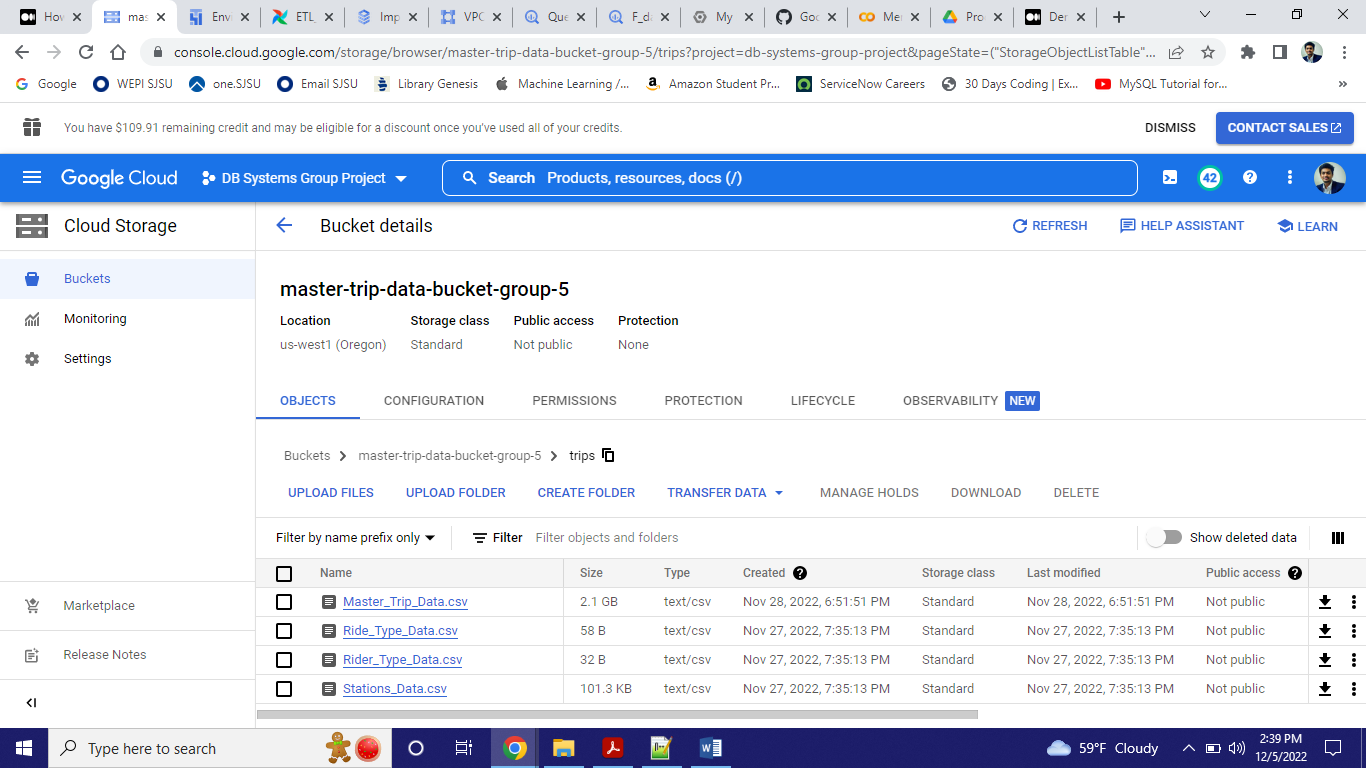 How
mas
Env
ETL_
Imp
VPC
Que
F_da
My
Goo
Mer
Proc
Der
console.cloud.google.com/storage/browser/master-trip-data-bucket-group-5/trips?project=db-systems-group-project&pageState=("StorageObjectListTable"...
Google
WEPI SJSU
one.SJSU
Email SJSU
Library Genesis
Machine Learning /...
Amazon Student Pr...
ServiceNow Careers
30 Days Coding | Ex...
MySQL Tutorial for...
»
You have $109.91 remaining credit and may be eligible for a discount once you've used all of your credits.
DISMISS
CONTACT SALES
Google Cloud
DB Systems Group Project
Search Products, resources, docs (/)
42
Cloud Storage
Bucket details
REFRESH
HELP ASSISTANT
LEARN
Buckets
Monitoring
Settings
Marketplace
Release Notes
master-trip-data-bucket-group-5
Location Storage class Public access Protection
us-west1 (Oregon) Standard Not public None
OBJECTS CONFIGURATION PERMISSIONS PROTECTION LIFECYCLE OBSERVABILITY NEW
Buckets > master-trip-data-bucket-group-5 > trips
UPLOAD FILES UPLOAD FOLDER CREATE FOLDER TRANSFER DATA MANAGE HOLDS DOWNLOAD DELETE
Filter by name prefix only Filter Filter objects and folders Show deleted data
Name Size Type Created Storage class Last modified Public access
Master_Trip_Data.csv 2.1 GB text/csv Nov 28, 2022, 6:51:51 PM Standard Nov 28, 2022, 6:51:51 PM Not public
Ride_Type_Data.csv 58 B text/csv Nov 27, 2022, 7:35:13 PM Standard Nov 27, 2022, 7:35:13 PM Not public
Rider_Type_Data.csv 32 B text/csv Nov 27, 2022, 7:35:13 PM Standard Nov 27, 2022, 7:35:13 PM Not public
Stations_Data.csv 101.3 KB text/csv Nov 27, 2022, 7:35:13 PM Standard Nov 27, 2022, 7:35:13 PM Not public
Type here to search
59°F Cloudy
2:39 PM
12/5/2022